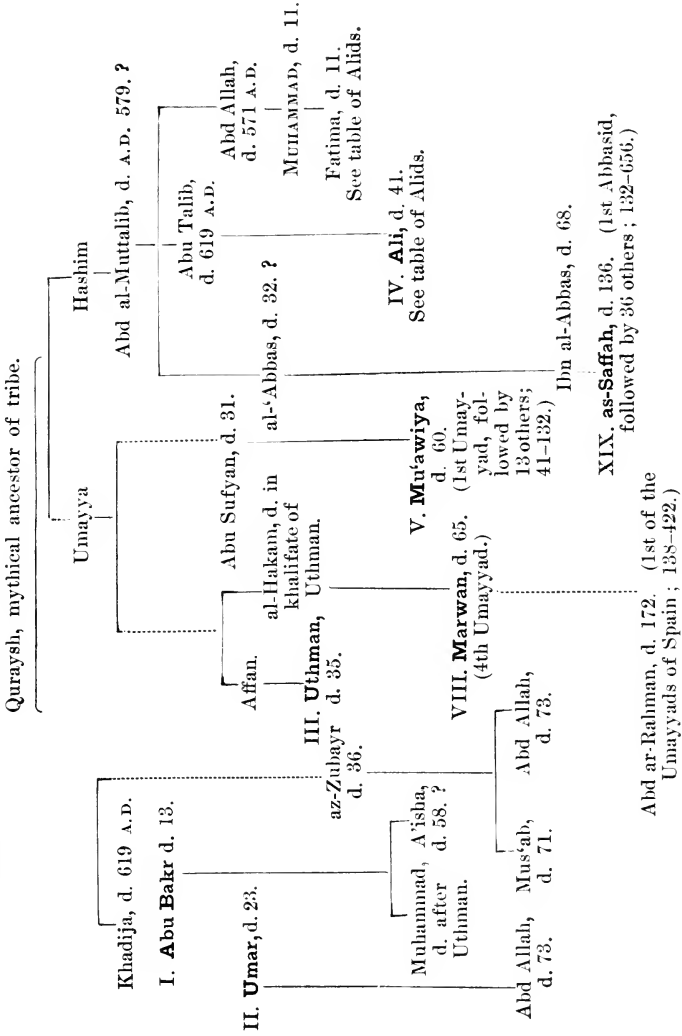 Quraysh, mythical ancestor of tribe.
Umayya
Hashim
Abd al-Muttalib, d. A.D. 579. ?
Khadija, d. 619 A.D.
Affan.
Abu Sufyan, d. 31.
al-‘Abbas, d. 32. ?
Abu Talib,
d. 619 A.D.
Abd Allah,
d. 571 A.D.
I. Abu Bakr d. 13.
al-Hakam, d. in
khalifate of
Uthman.
MUHAMMAD, d. 11.
II. Umar, d. 23.
III. Uthman,
d. 35.
az-Zubayr
d. 36.
Fatima, d. 11.
See table of Alids.
IV. Ali, d. 41.
See table of Alids.
Muhammad,
d. after
Uthman.
A’isha,
d. 58. ?
V. Mu‘awiya,
d. 60.
(1st Umay-
yad, fol-
lowed by
13 others;
41–132.)
VIII. Marwan, d. 65.
(4th Umayyad.)
Abd Allah,
d. 73.
Mus‘ab,
d. 71.
Abd Allah,
d. 73.
Ibn al-Abbas, d. 68.
XIX. as-Saffah, d. 136. (1st Abbasid,
followed by 36 others; 132–656.)
Abd ar-Rahman, d. 172. (1st of the
Umayyads of Spain; 138–422.)